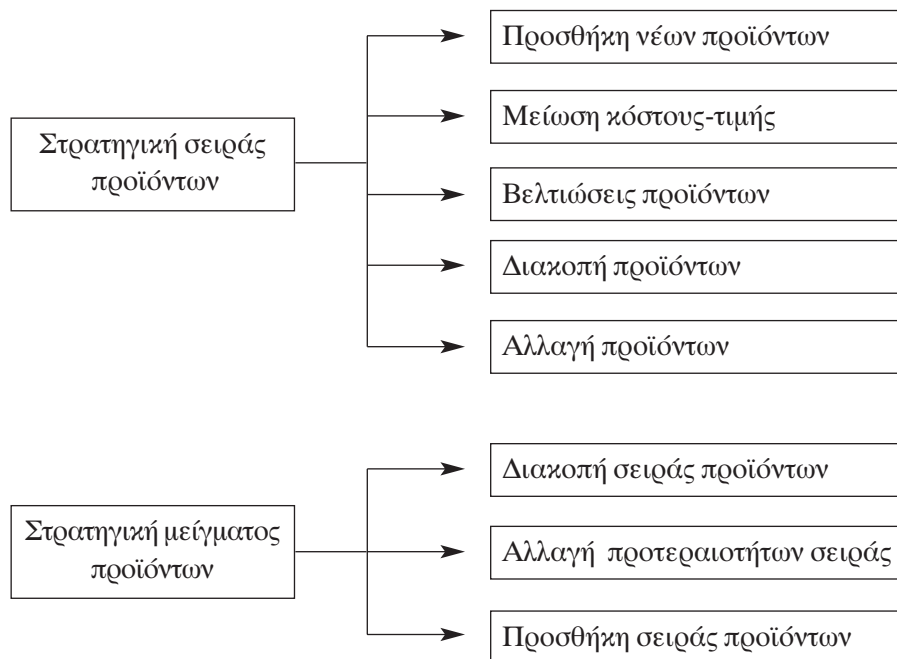 Προσθήκη νέων προϊόντων
Μείωση κόστους-τιμής
Στρατηγική σειράς
προϊόντων
Βελτιώσεις προϊόντων
Διακοπή προϊόντων
Αλλαγή προϊόντων
Διακοπή σειράς προϊόντων
Στρατηγική μείγματος
προϊόντων
Αλλαγή προτεραιοτήτων σειράς
Προσθήκη σειράς προϊόντων